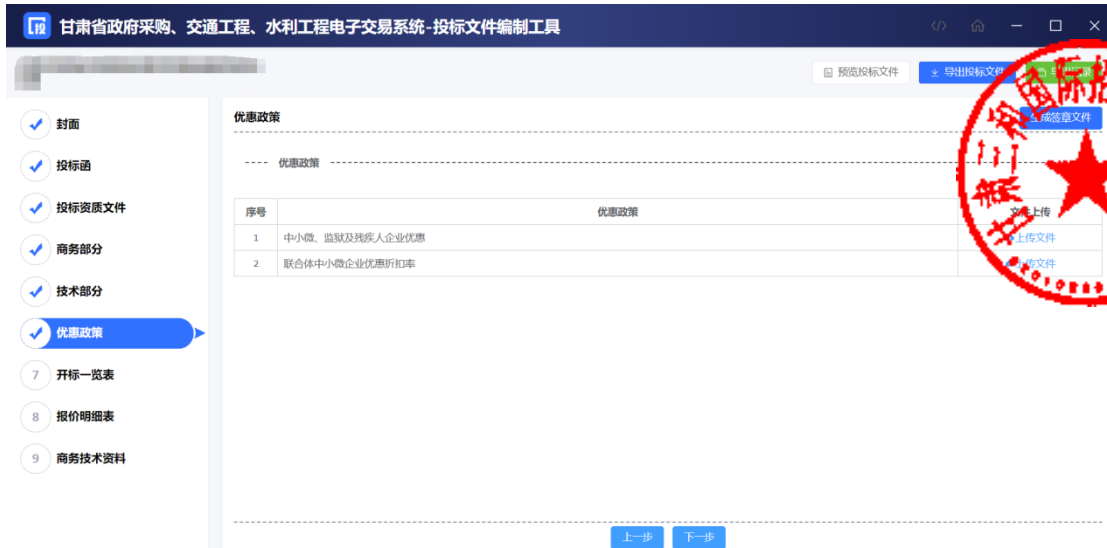 投 甘肃省政府采购、交通工程、水利工程电子交易系统-投标文件编制工具
预览投标文件 导出投标文件
封面 优惠政策 生成签章文件
投标函 优惠政策
投标资质文件 序号 优惠政策 文件上传
1 中小微、监狱及残疾人企业优惠 上传文件
商务部分
2 联合体中小微企业优惠折扣率 上传文件
技术部分
优惠政策
7 开标一览表
8 报价明细表
9 商务技术资料
上一步 下一步